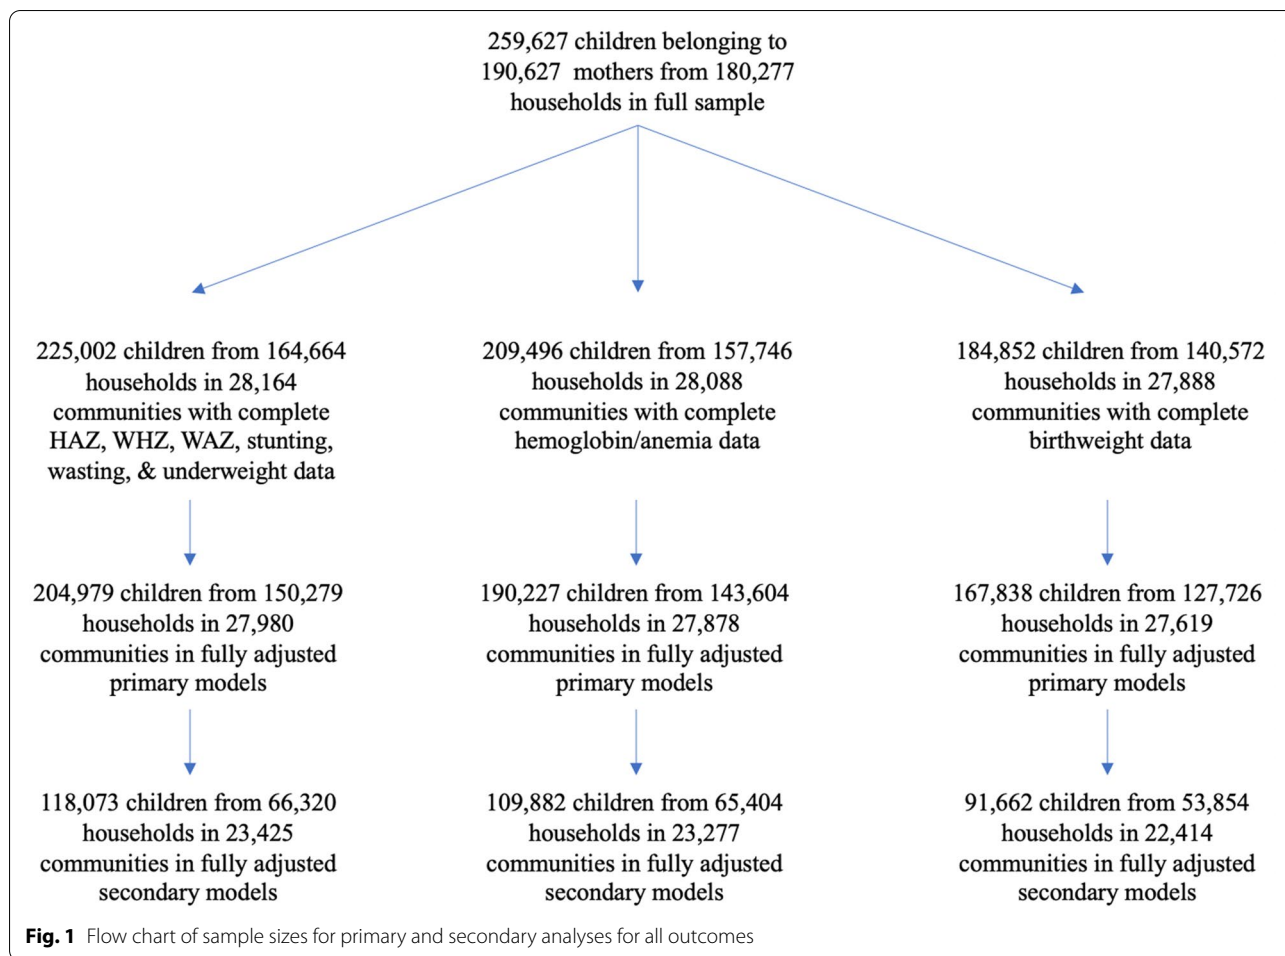 259,627 children belonging to
190,627 mothers from 180,277
households in full sample
225,002 children from 164,664
households in 28,164
communities with complete
HAZ, WHZ, WAZ, stunting,
wasting, & underweight data
209,496 children from 157,746
households in 28,088
communities with complete
hemoglobin/anemia data
184,852 children from 140,572
households in 27,888
communities with complete
birthweight data
204,979 children from 150,279
households in 27,980
communities in fully adjusted
primary models
190,227 children from 143,604
households in 27,878
communities in fully adjusted
primary models
167,838 children from 127,726
households in 27,619
communities in fully adjusted
primary models
118,073 children from 66,320
households in 23,425
communities in fully adjusted
secondary models
109,882 children from 65,404
households in 23,277
communities in fully adjusted
secondary models
91,662 children from 53,854
households in 22,414
communities in fully adjusted
secondary models
Fig. 1 Flow chart of sample sizes for primary and secondary analyses for all outcomes